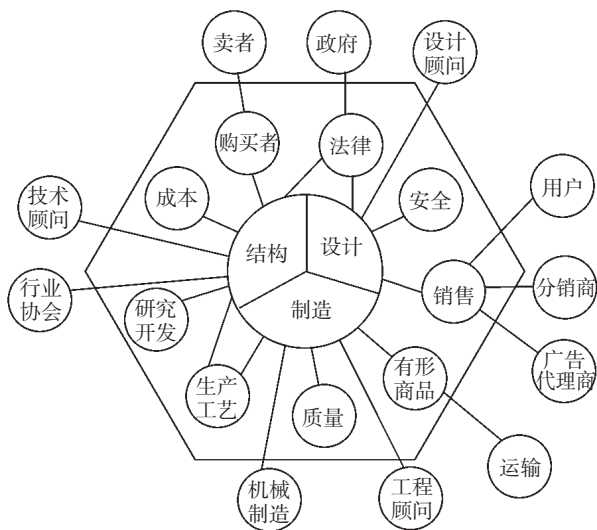 卖者
政府
设计
顾问
购买者
法律
技术
顾问
成本
安全
用户
结构
设计
行业
协会
研究
开发
制造
销售
分销商
生产
工艺
质量
有形
商品
广告
代理商
机械
制造
工程
顾问
运输